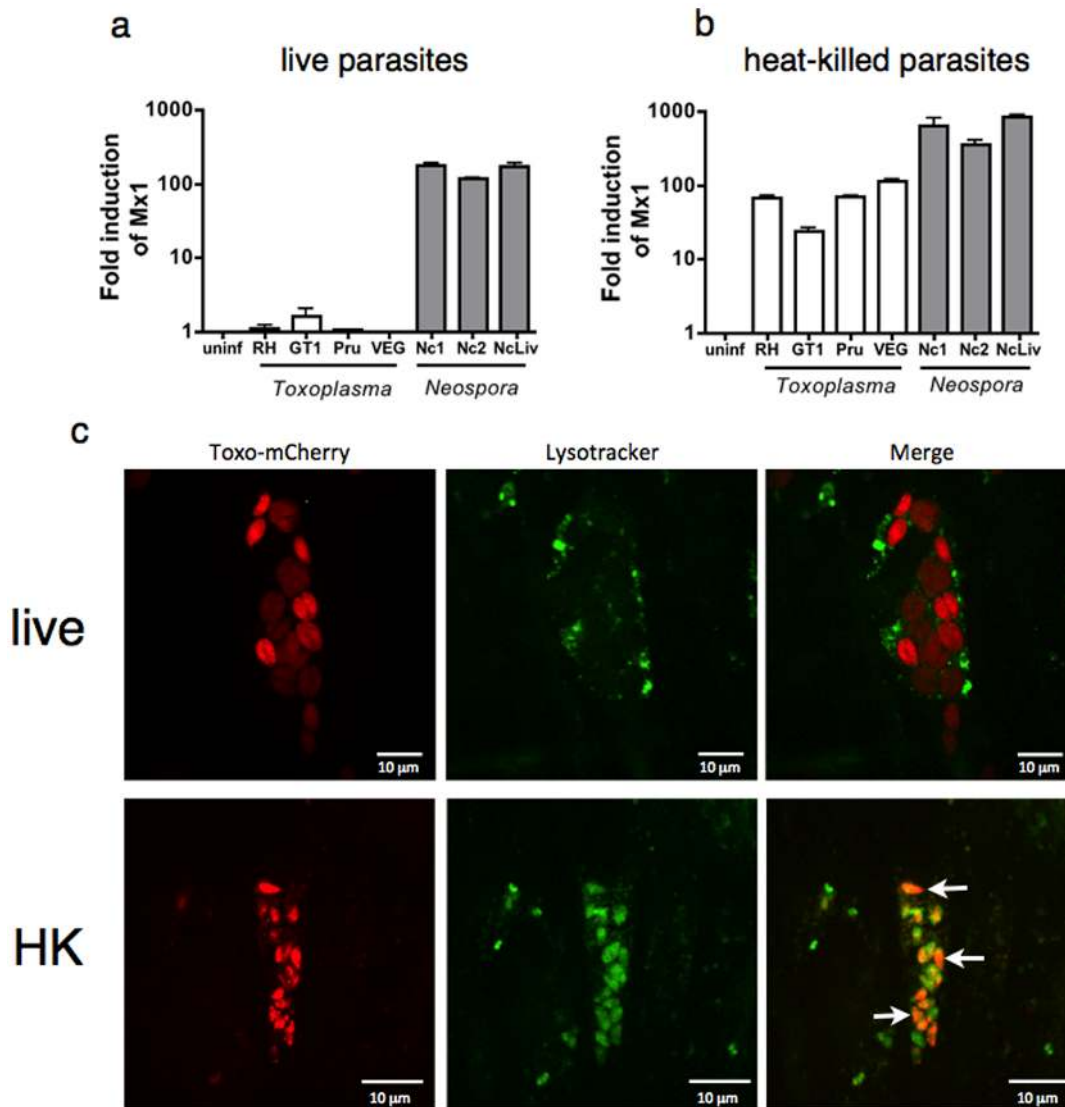 a
live parasites
Fold induction
of Mx1
1000
100
10
1
uninf RH GT1 Pru VEG Nc1 Nc2 NcLiv
Toxoplasma Neospora
b
heat-killed parasites
Fold induction
of Mx1
1000
100
10
1
uninf RH GT1 Pru VEG Nc1 Nc2 NcLiv
Toxoplasma Neospora
c
Toxo-mCherry Lysotracker Merge
live
10 µm 10 µm 10 µm
HK
10 µm 10 µm 10 µm